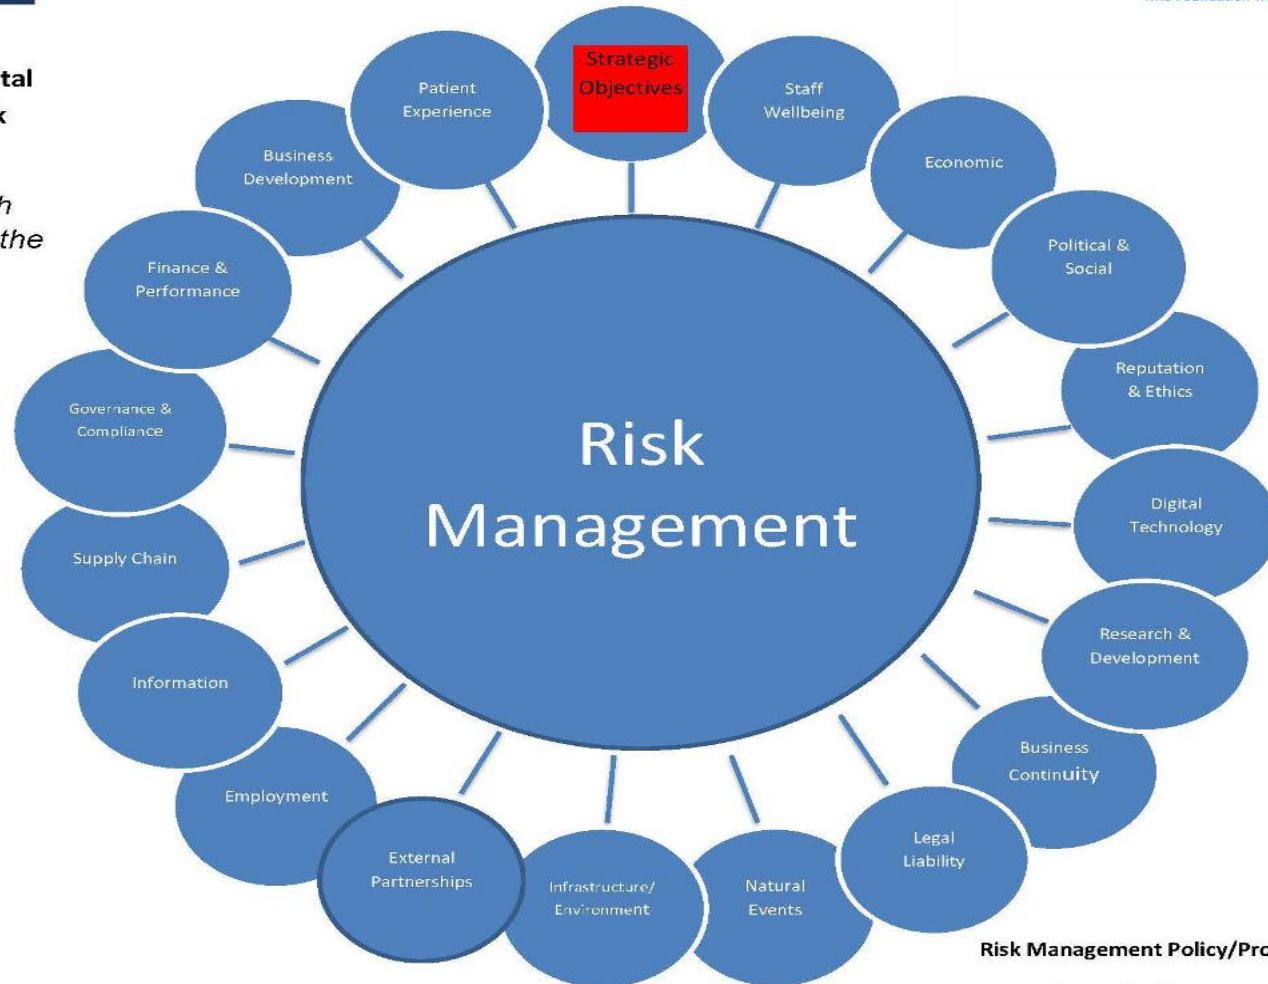 tal
k
h
the
Strategic
Objectives
Staff
Wellbeing
Economic
Political &
Social
Reputation
& Ethics
Digital
Technology
Research &
Development
Business
Continuity
Legal
Liability
Natural
Events
Infrastructure/
Environment
External
Partnerships
Employment
Information
Supply Chain
Governance &
Compliance
Finance &
Performance
Business
Development
Patient
Experience
Risk
Management
Risk Management Policy/Pro